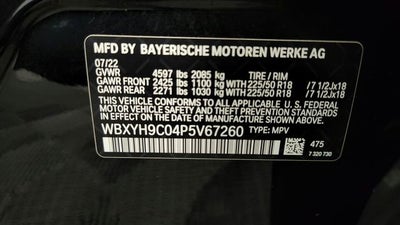 MFD BY BAYERISCHE MOTOREN WERKE AG
07/22
GVWR 4597 lbs 2085 kg TIRE / RIM
GAWR FRONT 2425 lbs 1100 kg WITH 225/50 R18 / 7 1/2Jx18
GAWR REAR 2271 lbs 1030 kg WITH 225/50 R18 / 7 1/2Jx18
THIS VEHICLE CONFORMS TO ALL APPLICABLE FEDERAL
MOTOR VEHICLE SAFETY, BUMPER, AND THEFT
PREVENTION STANDARDS IN EFFECT ON THE DATE OF
MANUFACTURE SHOWN ABOVE.
WBXYH9C04P5V67260 TYPE: MPV
475
7 320 730